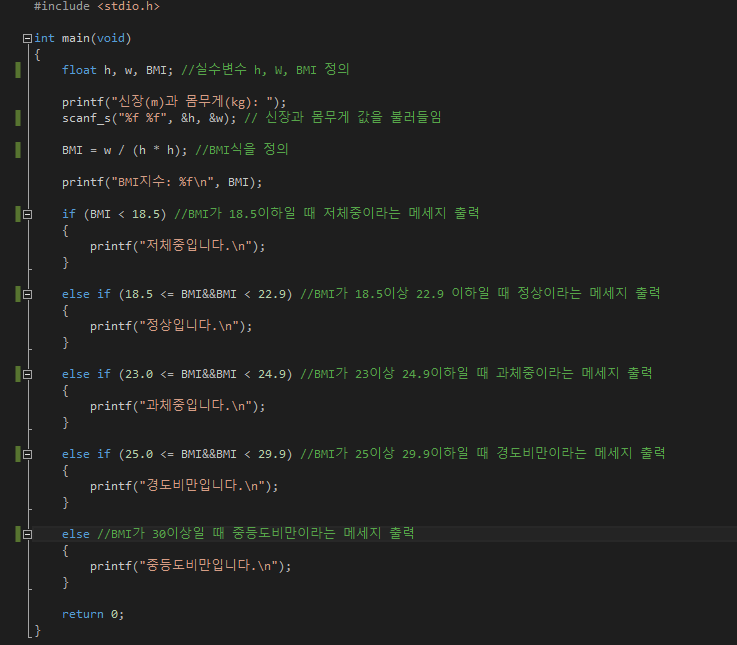 #include <stdio.h>
int main(void)
{
float h, w, BMI; //실수변수 h, W, BMI 정의
printf("신장(m)과 몸무게(kg): ");
scanf_s("%f %f", &h, &w); // 신장과 몸무게 값을 불러들임
BMI = w / (h * h); //BMI식을 정의
printf("BMI지수: %f\n", BMI);
if (BMI < 18.5) //BMI가 18.5이하일 때 저체중이라는 메세지 출력
{
printf("저체중입니다.\n");
}
else if (18.5 <= BMI&&BMI < 22.9) //BMI가 18.5이상 22.9 이하일 때 정상이라는 메세지 출력
{
printf("정상입니다.\n");
}
else if (23.0 <= BMI&&BMI < 24.9) //BMI가 23이상 24.9이하일 때 과체중이라는 메세지 출력
{
printf("과체중입니다.\n");
}
else if (25.0 <= BMI&&BMI < 29.9) //BMI가 25이상 29.9이하일 때 경도비만이라는 메세지 출력
{
printf("경도비만입니다.\n");
}
else //BMI가 30이상일 때 중등도비만이라는 메세지 출력
{
printf("중등도비만입니다.\n");
}
return 0;
}